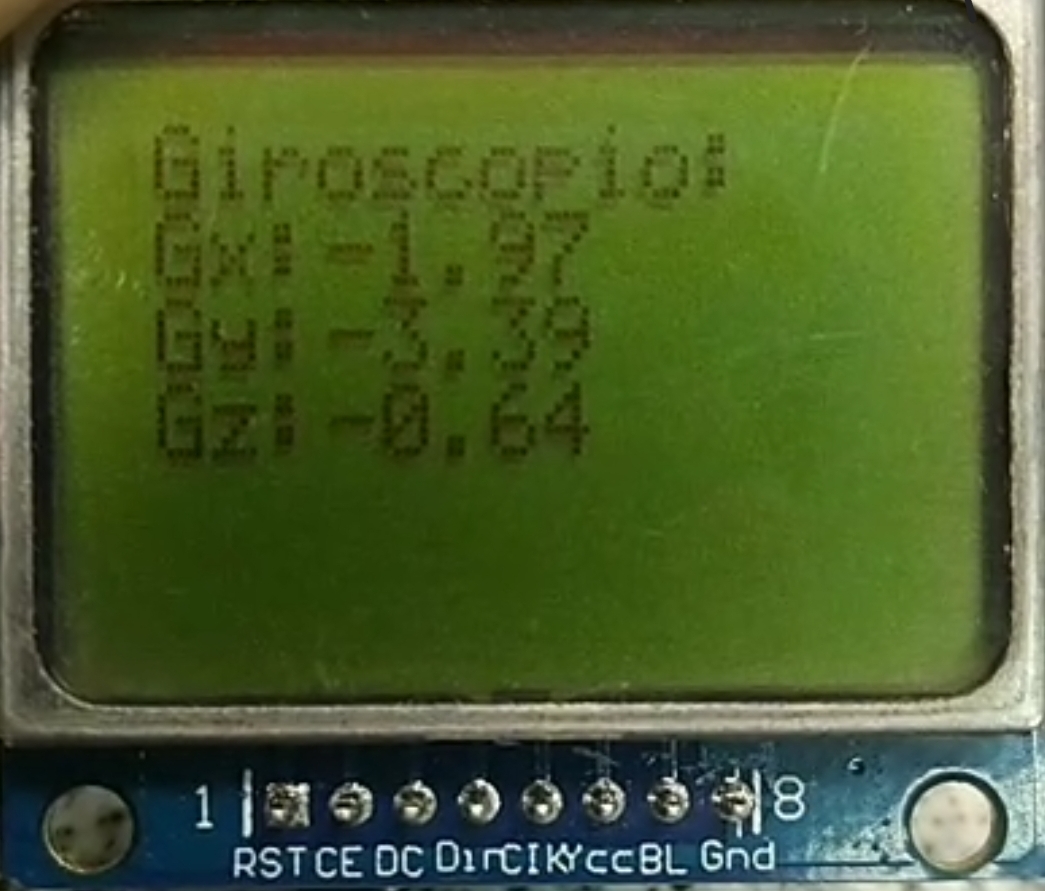 Giroscopio:
Gx: -1.97
Gy: -3.39
Gz: -0.64
1 8
RST CE DC Din Clk Vcc BL Gnd